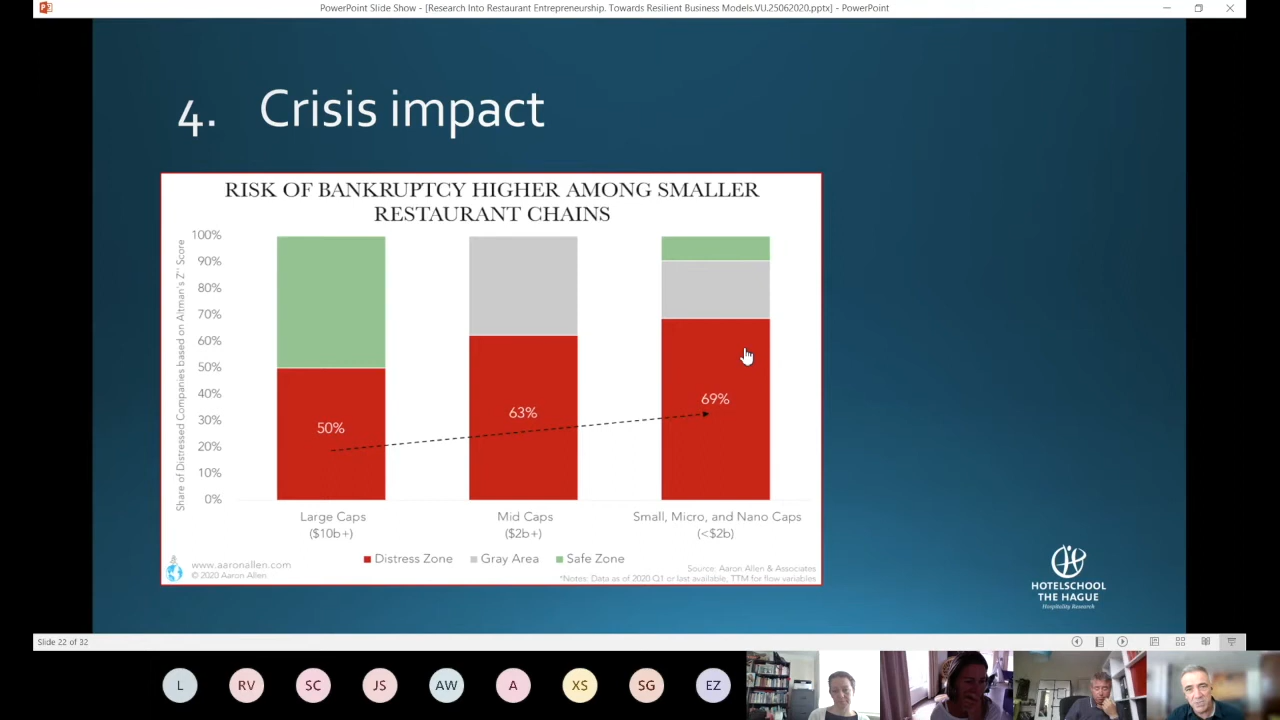 PowerPoint Slide Show - [Research Into Restaurant Entrepreneurship. Towards Resilient Business Models.VU.25062020.pptx] - PowerPoint
4. Crisis impact
RISK OF BANKRUPTCY HIGHER AMONG SMALLER
RESTAURANT CHAINS
Share of Distressed Companies based on Altman's Z'' Score
100%
90%
80%
70%
60%
50%
40%
30%
20%
10%
0%
50%
63%
69%
Large Caps
($10b+)
Mid Caps
($2b+)
Small, Micro, and Nano Caps
(<$2b)
Distress Zone
Gray Area
Safe Zone
www.aaronallen.com
© 2020 Aaron Allen
Source: Aaron Allen & Associates
*Notes: Data as of 2020 Q1 or last available, TTM for flow variables
HOTELSCHOOL
THE HAGUE
Hospitality Research
Slide 22 of 32
L
RV
SC
JS
AW
A
XS
SG
EZ